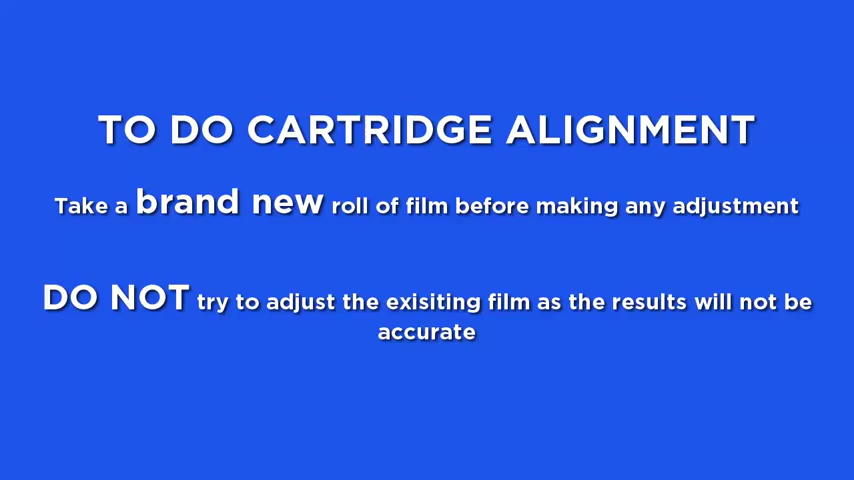 TO DO CARTRIDGE ALIGNMENT
Take a brand new roll of film before making any adjustment
DO NOT try to adjust the exisiting film as the results will not be
accurate